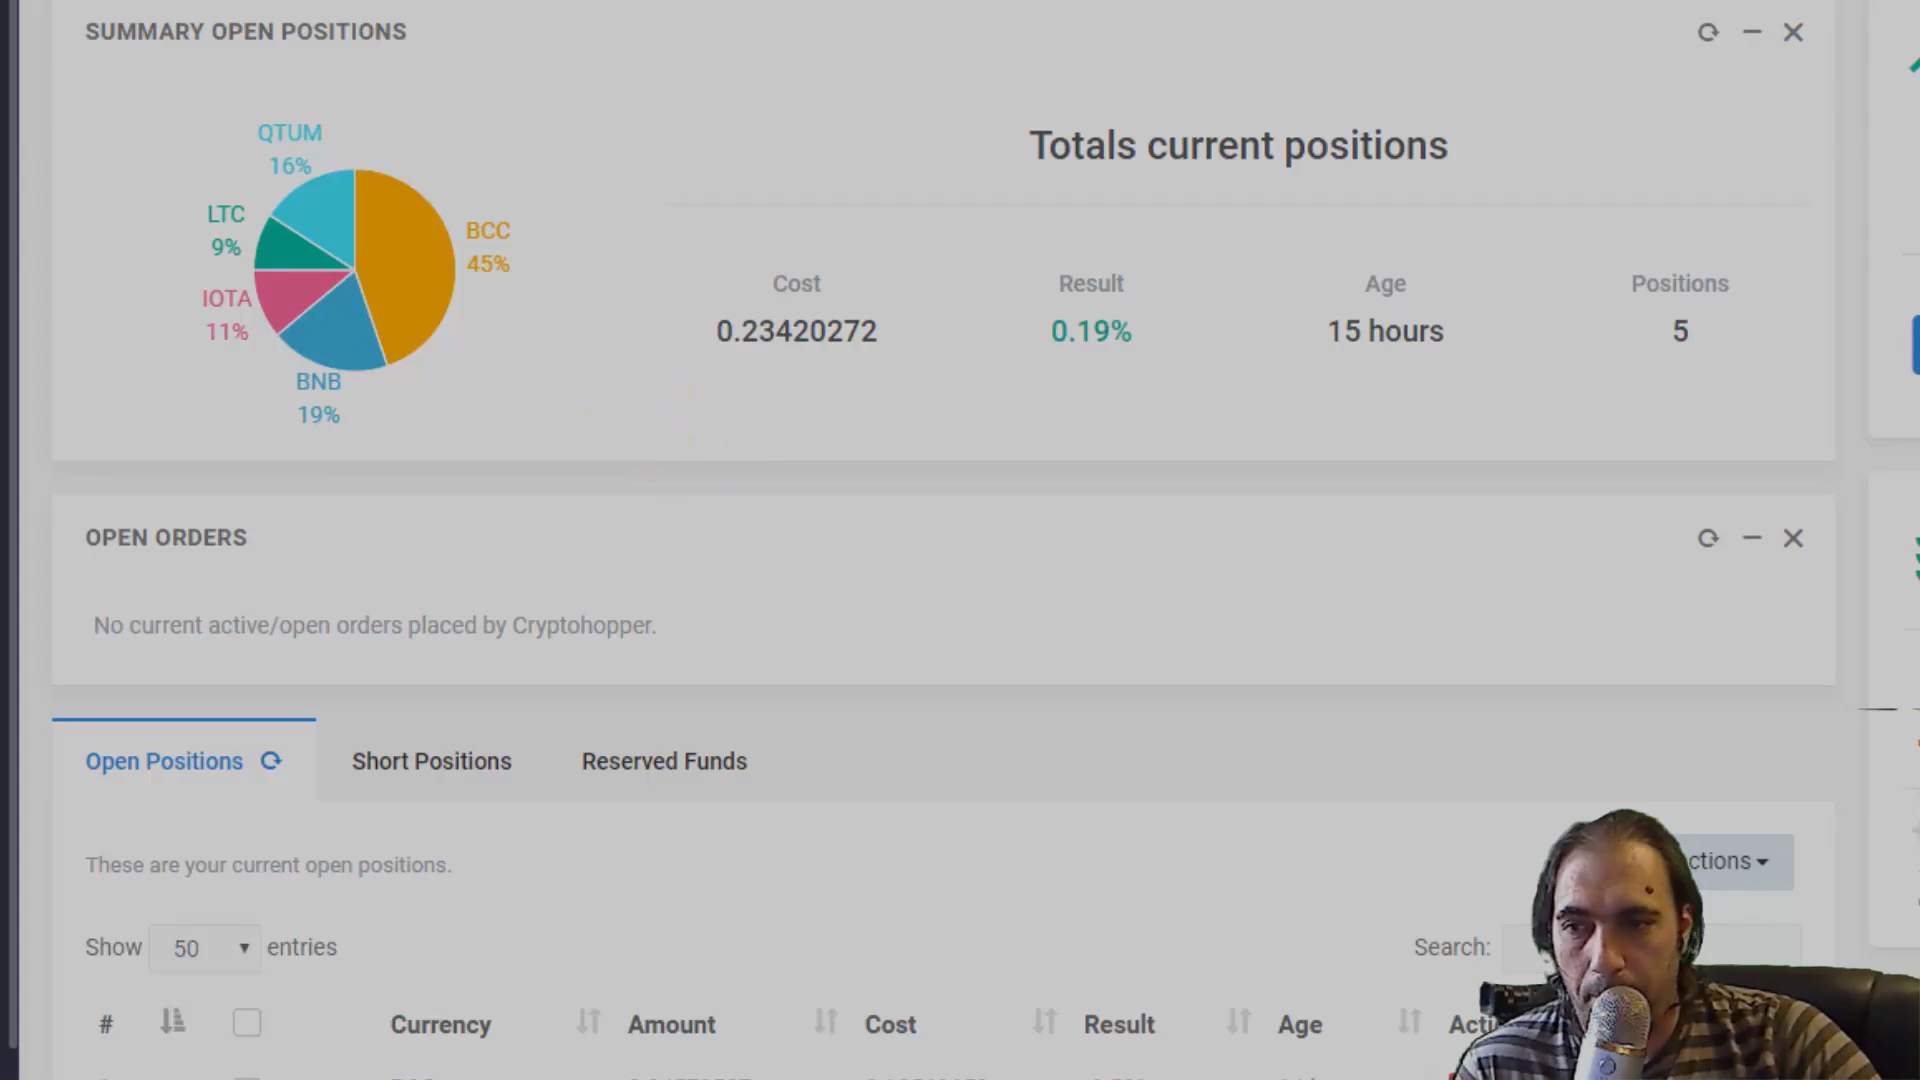 SUMMARY OPEN POSITIONS
QTUM
16%
LTC
9%
BCC
45%
IOTA
11%
BNB
19%
Totals current positions
Cost Result Age Positions
0.23420272 0.19% 15 hours 5
OPEN ORDERS
No current active/open orders placed by Cryptohopper.
Open Positions Short Positions Reserved Funds
These are your current open positions.
ctions
Show 50 entries
Search:
# Currency Amount Cost Result Age Acti